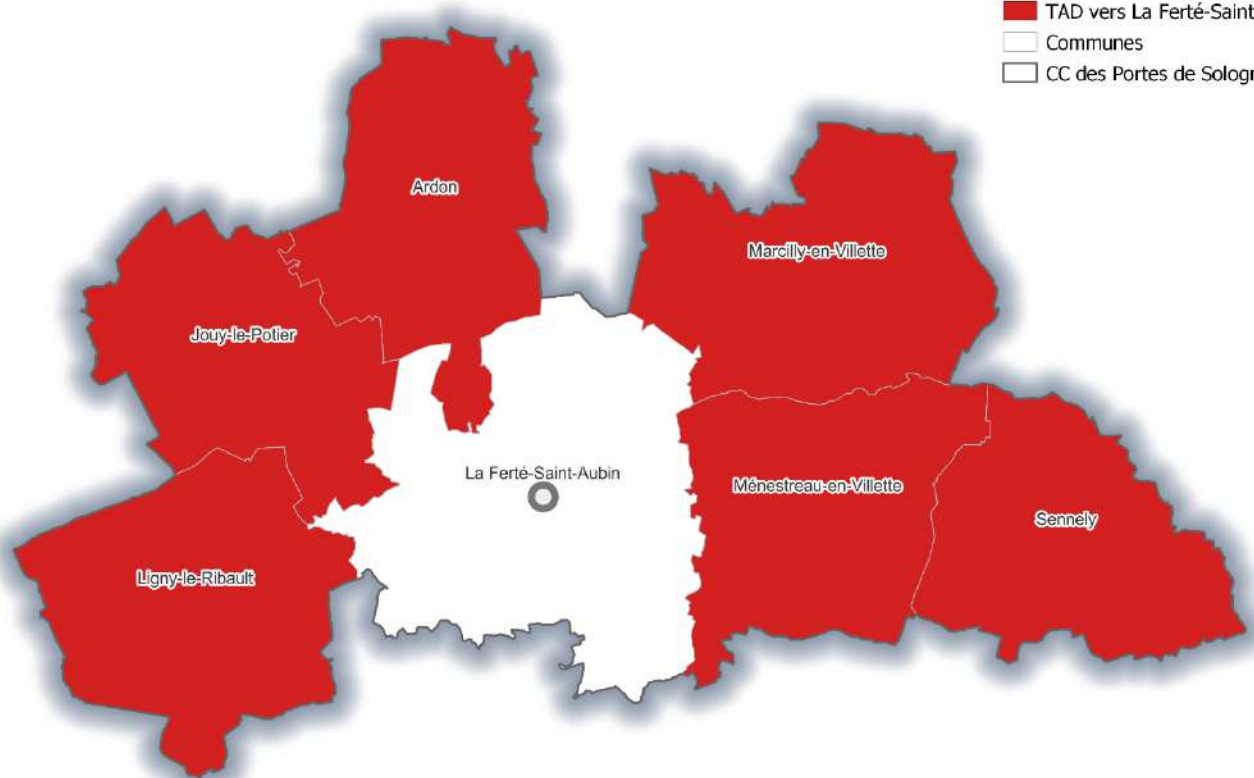 TAD vers La Ferté-Saint
Communes
CC des Portes de Sologn
Ardon
Marcilly-en-Villette
Jouy-le-Potier
La Ferté-Saint-Aubin
Ménestreau-en-Villette
Sennely
Ligny-le-Ribault